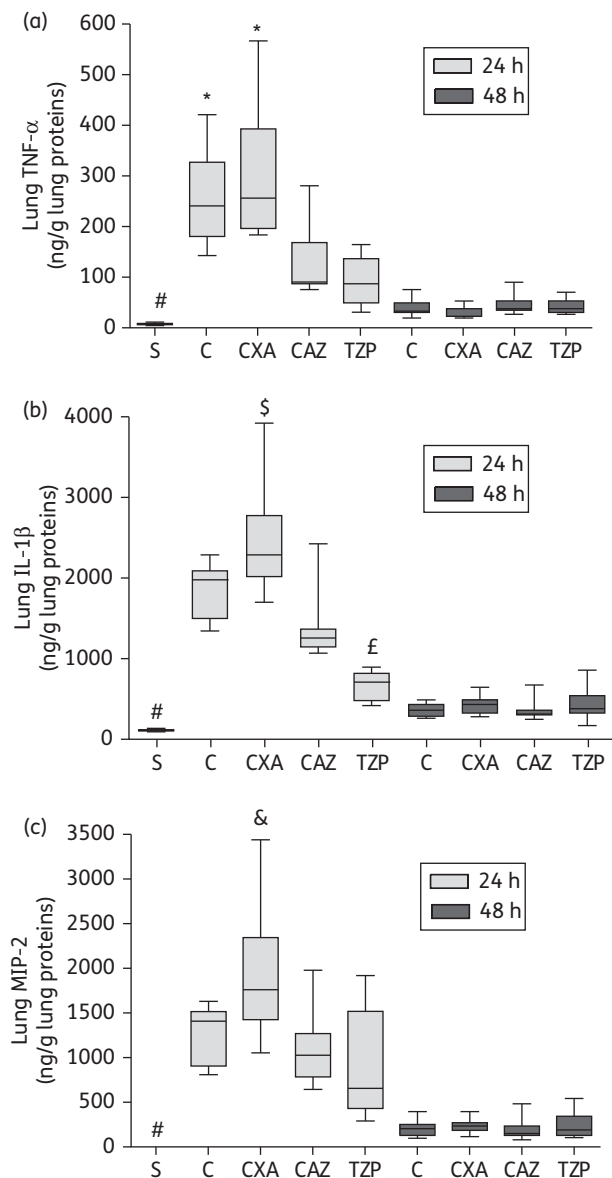 (a)
Lung TNF-α
(ng/g lung proteins)
600
500
400
300
200
100
0
*
*
#
24 h
48 h
S C CXA CAZ TZP C CXA CAZ TZP
(b)
Lung IL-1β
(ng/g lung proteins)
4000
3000
2000
1000
0
$
£
#
24 h
48 h
S C CXA CAZ TZP C CXA CAZ TZP
(c)
Lung MIP-2
(ng/g lung proteins)
3500
3000
2500
2000
1500
1000
500
0
&
#
24 h
48 h
S C CXA CAZ TZP C CXA CAZ TZP